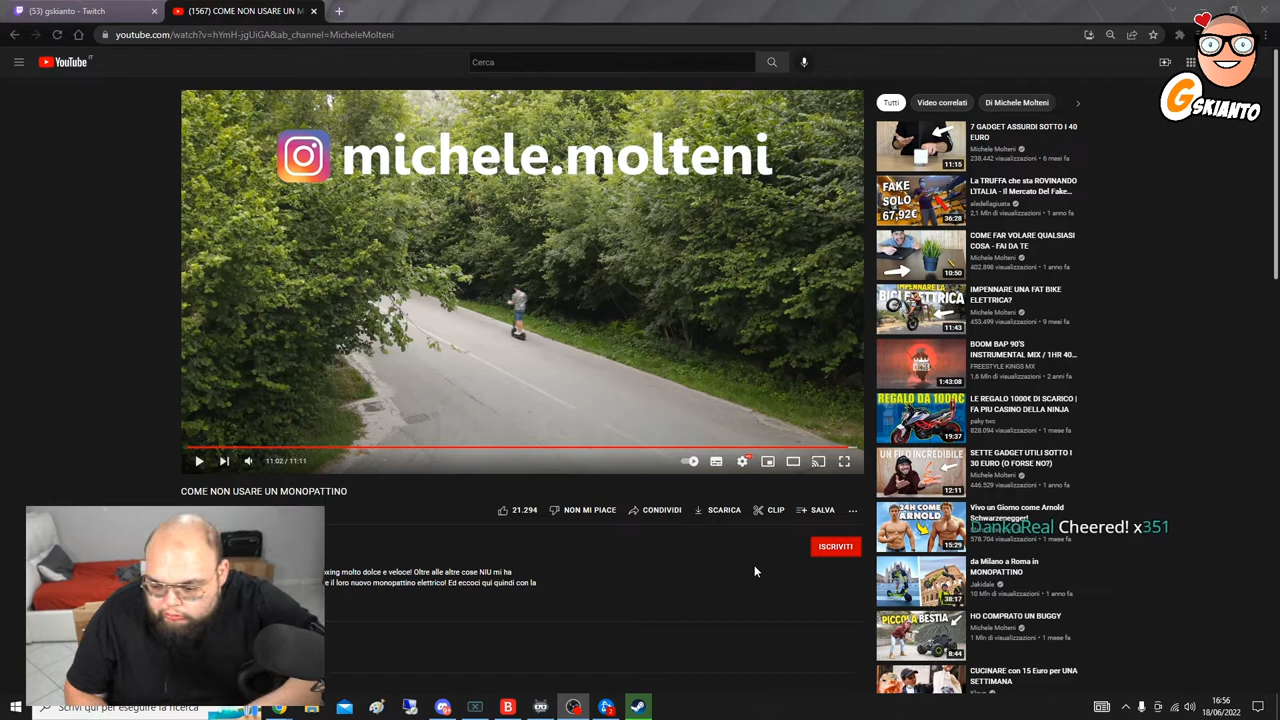 (53) gskianto - Twitch
(1567) COME NON USARE UN M
youtube.com/watch?v=iYmH-jgUiGA&ab_channel=MicheleMolteni
YouTube IT
Cerca
GSKIANTO
michele.molteni
11:02 / 11:11
COME NON USARE UN MONOPATTINO
21.294
NON MI PIACE
CONDIVIDI
SCARICA
CLIP
SALVA
ISCRIVITI
xing molto dolce e veloce! Oltre alle altre cose NIU mi ha
e il loro nuovo monopattino elettrico! Ed eccoci qui quindi con la
Tutti
Video correlati
Di Michele Molteni
11:15
7 GADGET ASSURDI SOTTO I 40
EURO
Michele Molteni
238.442 visualizzazioni • 6 mesi fa
FAKE
SOLO
67,92€
36:28
La TRUFFA che sta ROVINANDO
L'ITALIA - Il Mercato Del Fake...
aledellagiusta
2,1 Mln di visualizzazioni • 1 anno fa
10:50
COME FAR VOLARE QUALSIASI
COSA - FAI DA TE
Michele Molteni
402.898 visualizzazioni • 1 anno fa
IMPENNARE LA
BICI ELETTRICA
11:43
IMPENNARE UNA FAT BIKE
ELETTRICA?
Michele Molteni
453.499 visualizzazioni • 9 mesi fa
1:43:08
BOOM BAP 90'S
INSTRUMENTAL MIX / 1HR 40...
FREESTYLE KINGS MX
1,6 Mln di visualizzazioni • 2 anni fa
REGALO DA 1000€
19:37
LE REGALO 1000€ DI SCARICO |
FA PIU CASINO DELLA NINJA
paky twc
828.094 visualizzazioni • 1 mese fa
UN FILO INCREDIBILE
12:11
SETTE GADGET UTILI SOTTO I
30 EURO (O FORSE NO?)
Michele Molteni
446.529 visualizzazioni • 1 anno fa
24H COME
ARNOLD
15:29
Vivo un Giorno come Arnold
Schwarzenegger!
578.704 visualizzazioni • 1 mese fa
DankoReal Cheered! x351
38:17
da Milano a Roma in
MONOPATTINO
Jakidale
10 Mln di visualizzazioni • 1 anno fa
PICCOLA BESTIA
8:44
HO COMPRATO UN BUGGY
Michele Molteni
1 Mln di visualizzazioni • 1 mese fa
CUCINARE con 15 Euro per UNA
SETTIMANA
Scrivi qui per eseguire la ricerca
2
2
16:56
18/06/2022